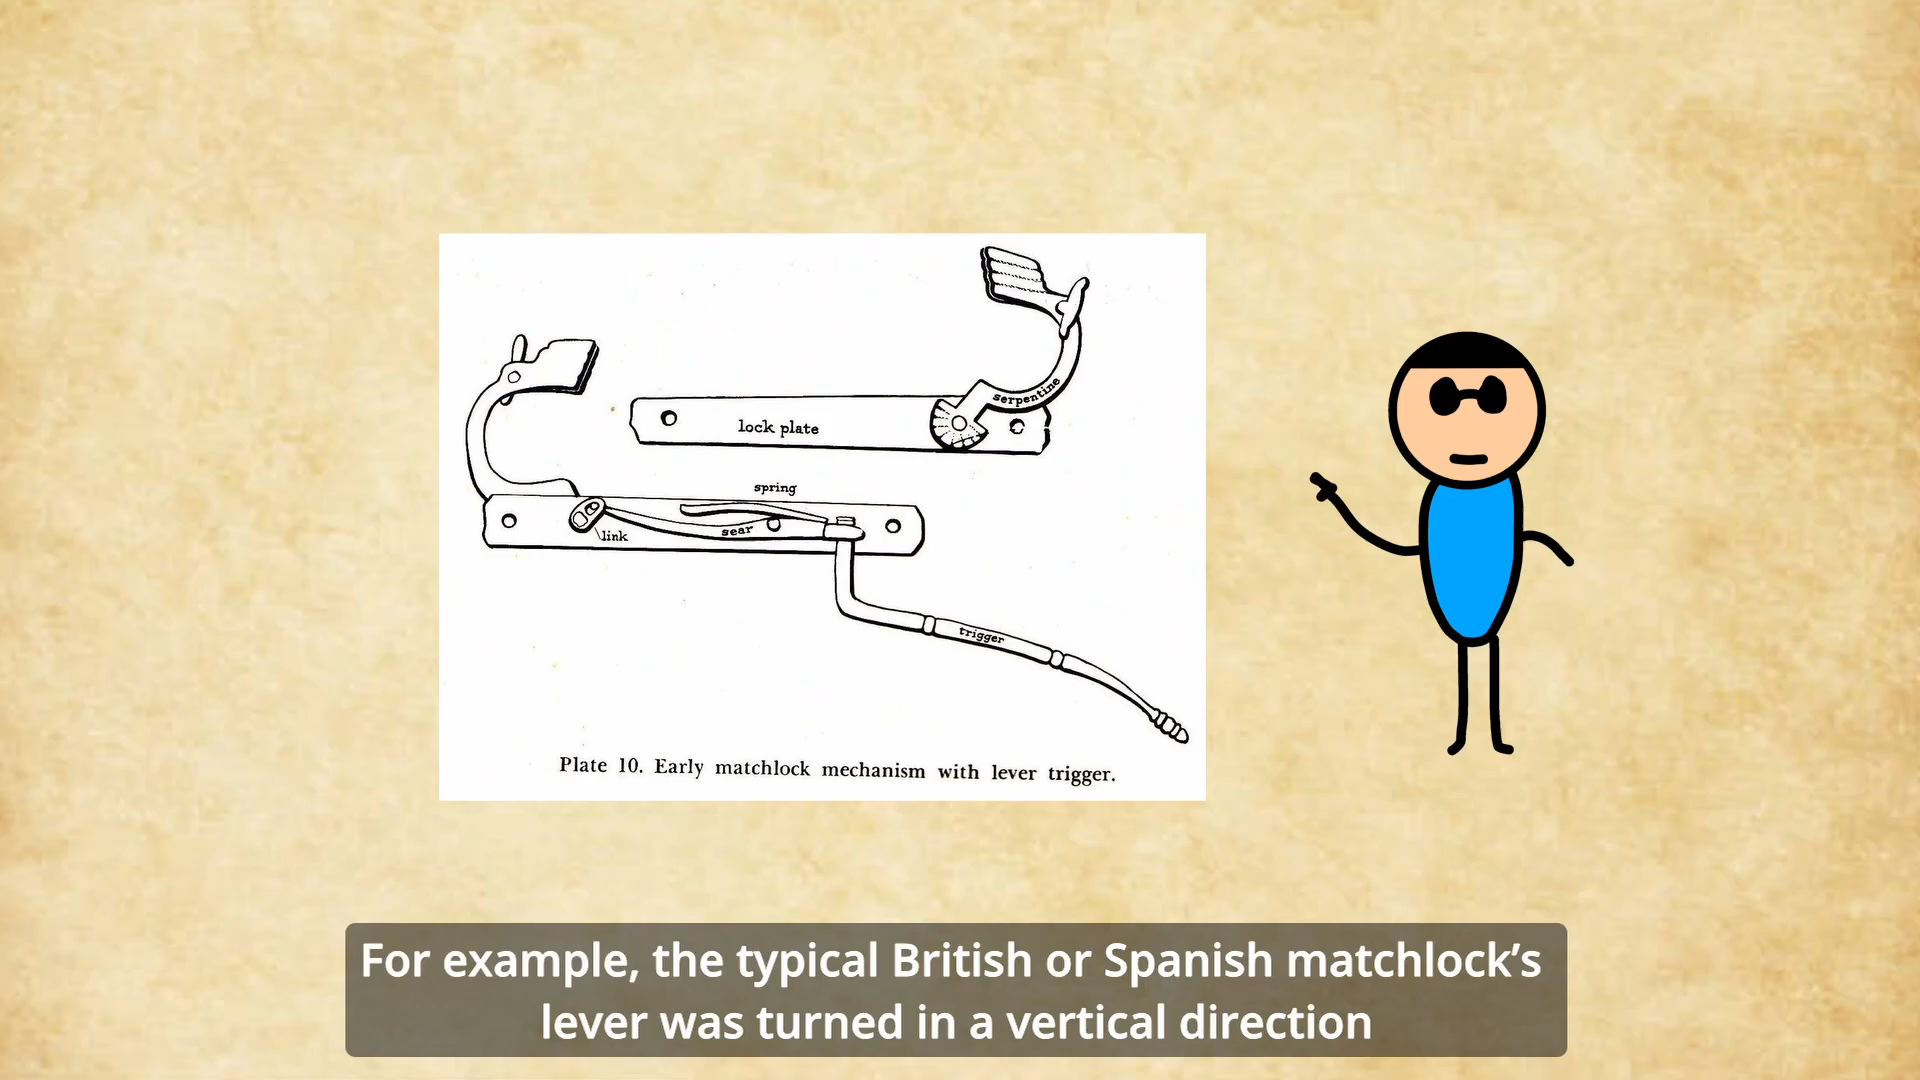 serpentine
lock plate
spring
sear
link
trigger
Plate 10. Early matchlock mechanism with lever trigger.
For example, the typical British or Spanish matchlock’s
lever was turned in a vertical direction